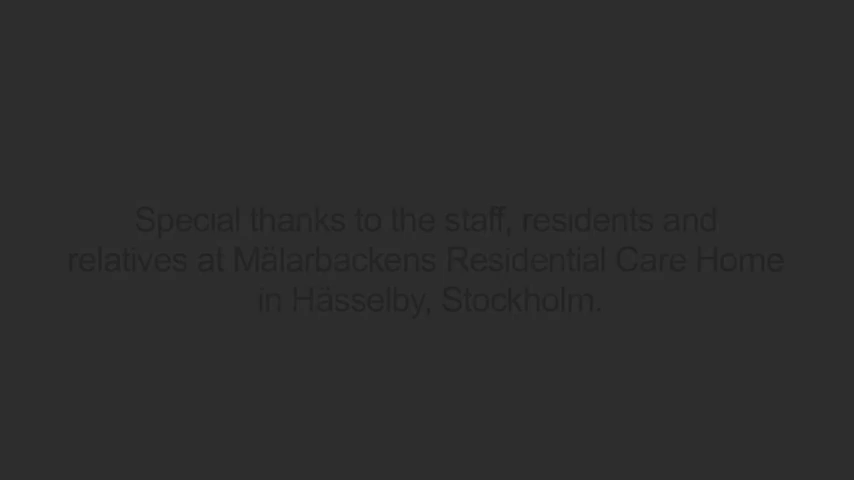 Special thanks to the staff, residents and
relatives at Mälarbackens Residential Care Home
in Hässelby, Stockholm.